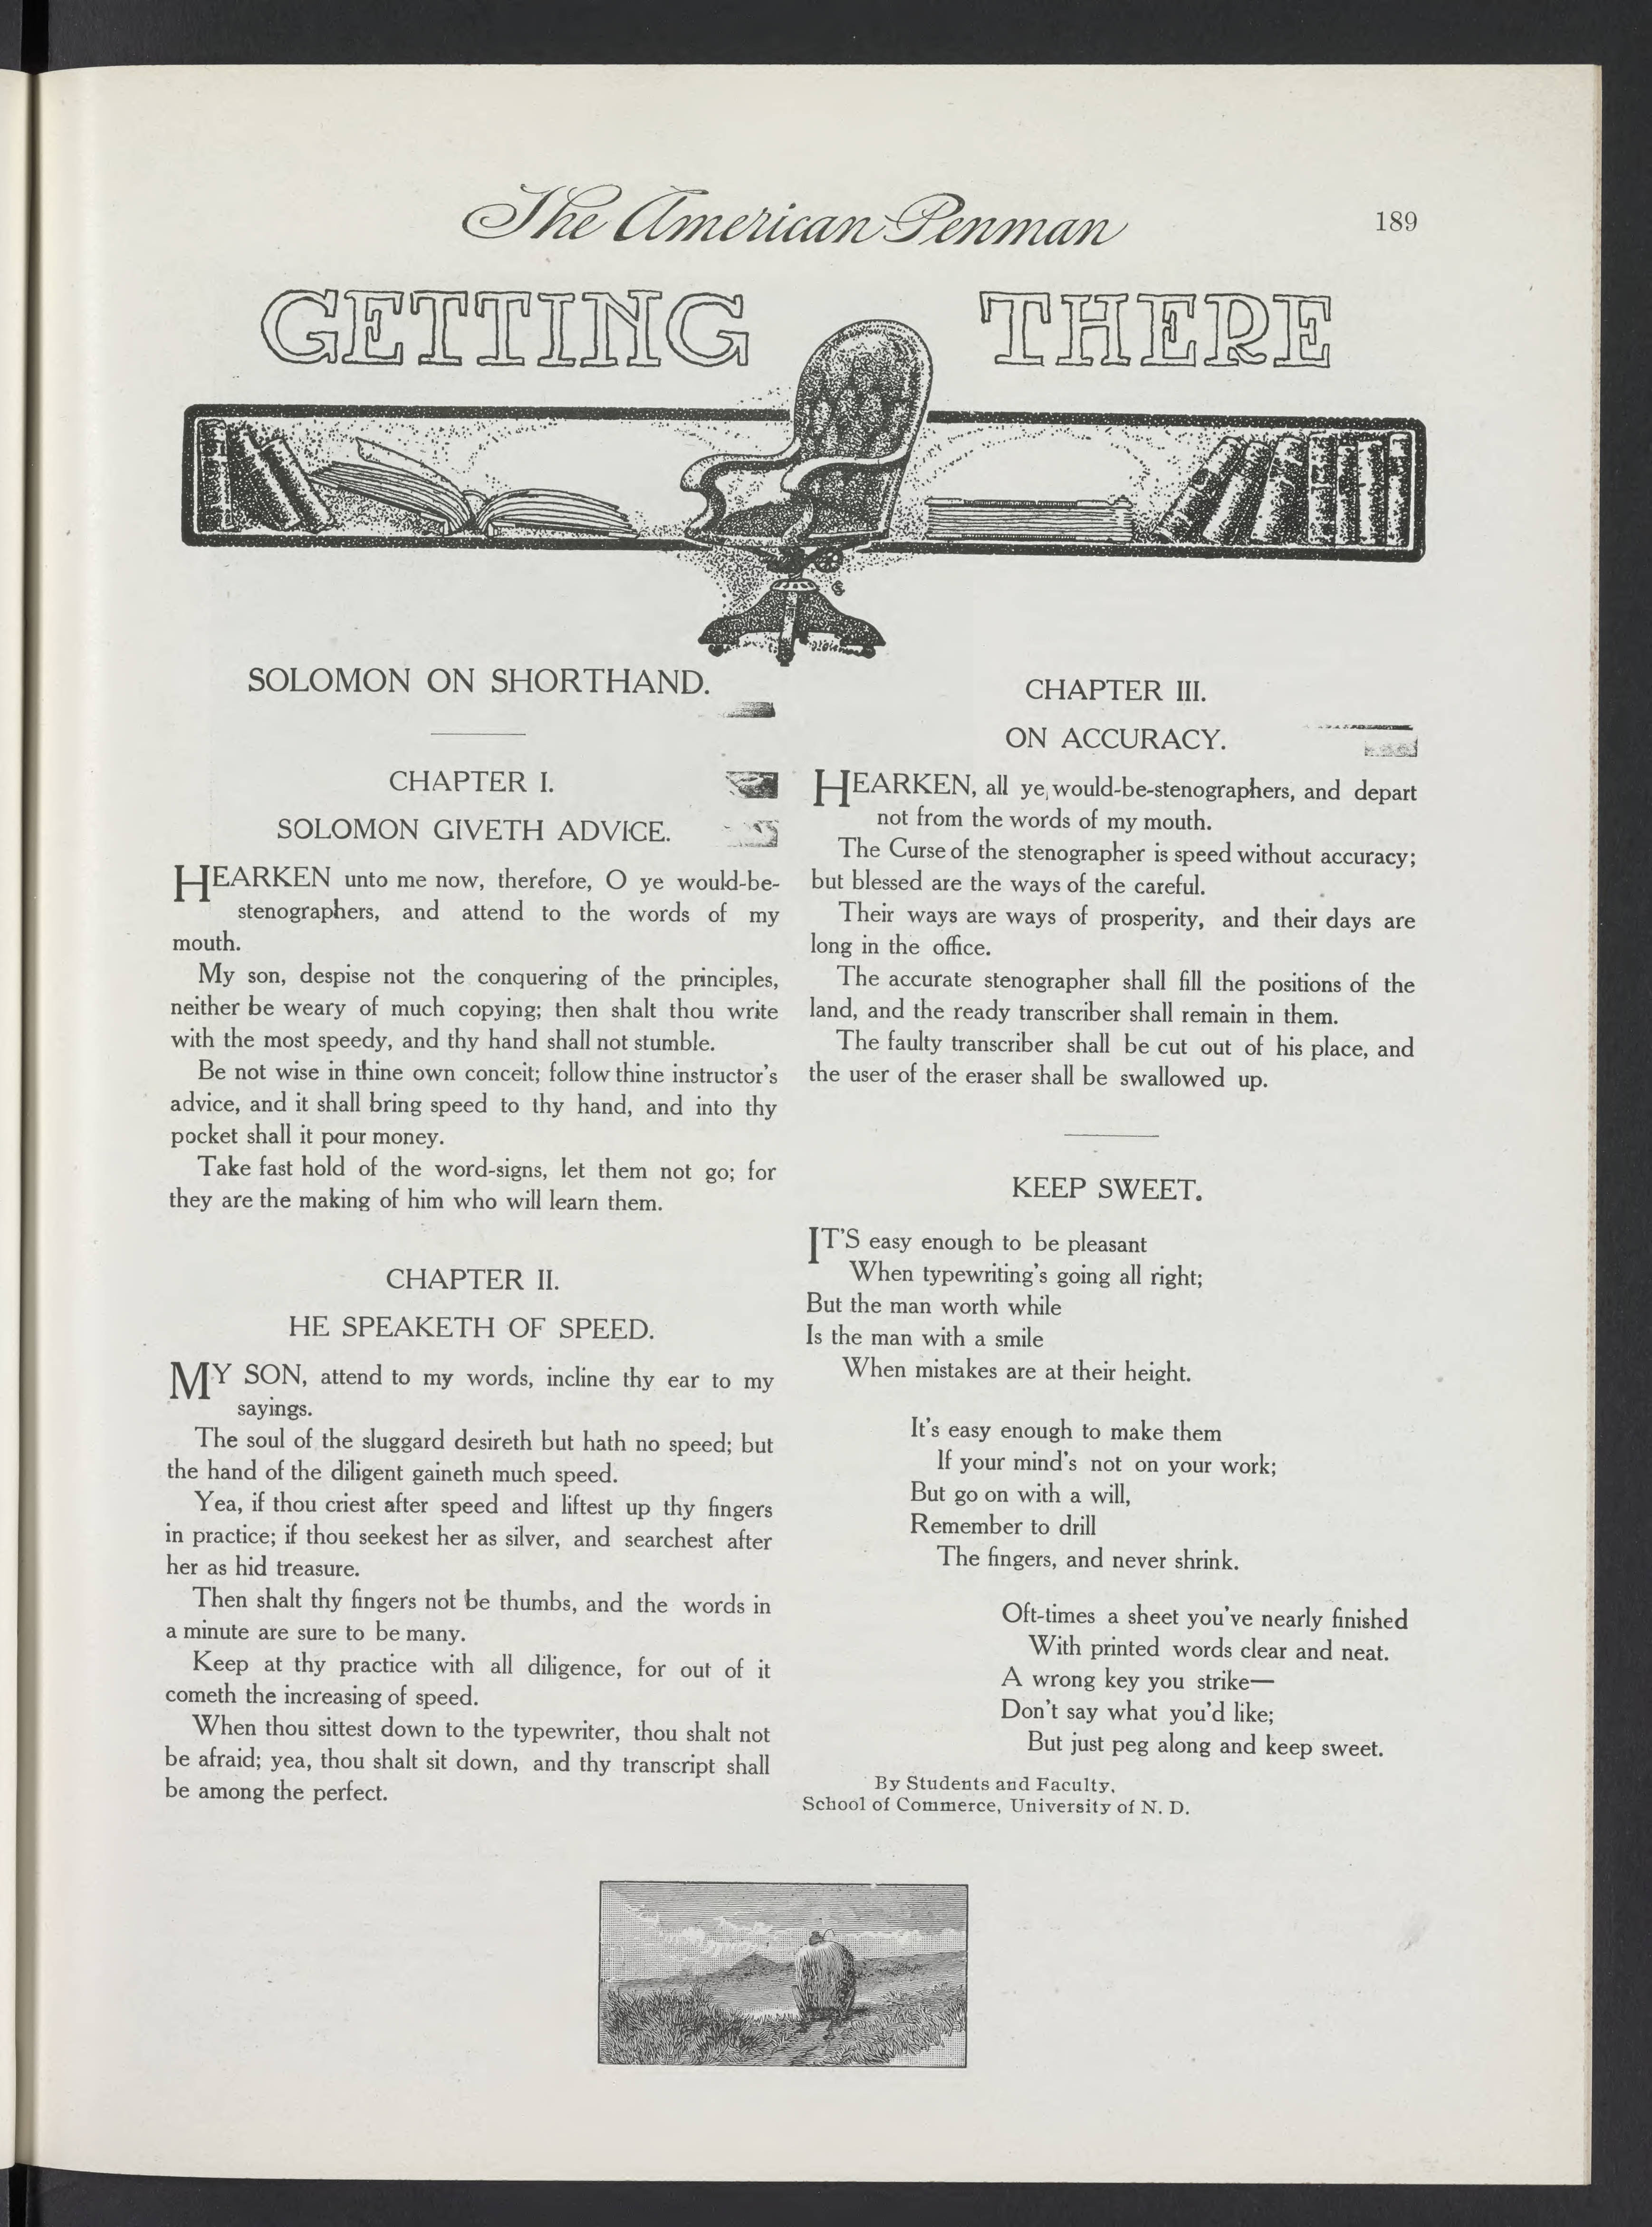 The American Penman
189
GETTING THERE
SOLOMON ON SHORTHAND.
CHAPTER I.
SOLOMON GIVETH ADVICE.
HEARKEN unto me now, therefore, O ye would-be-
stenographers, and attend to the words of my
mouth.
My son, despise not the conquering of the principles,
neither be weary of much copying; then shalt thou write
with the most speedy, and thy hand shall not stumble.
Be not wise in thine own conceit; follow thine instructor's
advice, and it shall bring speed to thy hand, and into thy
pocket shall it pour money.
Take fast hold of the word-signs, let them not go; for
they are the making of him who will learn them.
CHAPTER II.
HE SPEAKETH OF SPEED.
MY SON, attend to my words, incline thy ear to my
sayings.
The soul of the sluggard desireth but hath no speed; but
the hand of the diligent gaineth much speed.
Yea, if thou criest after speed and liftest up thy fingers
in practice; if thou seekest her as silver, and searchest after
her as hid treasure.
Then shalt thy fingers not be thumbs, and the words in
a minute are sure to be many.
Keep at thy practice with all diligence, for out of it
cometh the increasing of speed.
When thou sittest down to the typewriter, thou shalt not
be afraid; yea, thou shalt sit down, and thy transcript shall
be among the perfect.
CHAPTER III.
ON ACCURACY.
HEARKEN, all ye, would-be-stenographers, and depart
not from the words of my mouth.
The Curse of the stenographer is speed without accuracy;
but blessed are the ways of the careful.
Their ways are ways of prosperity, and their days are
long in the office.
The accurate stenographer shall fill the positions of the
land, and the ready transcriber shall remain in them.
The faulty transcriber shall be cut out of his place, and
the user of the eraser shall be swallowed up.
KEEP SWEET.
IT'S easy enough to be pleasant
When typewriting's going all right;
But the man worth while
Is the man with a smile
When mistakes are at their height.
It's easy enough to make them
If your mind's not on your work;
But go on with a will,
Remember to drill
The fingers, and never shrink.
Oft-times a sheet you've nearly finished
With printed words clear and neat.
A wrong key you strike—
Don't say what you'd like;
But just peg along and keep sweet.
By Students and Faculty,
School of Commerce, University of N. D.